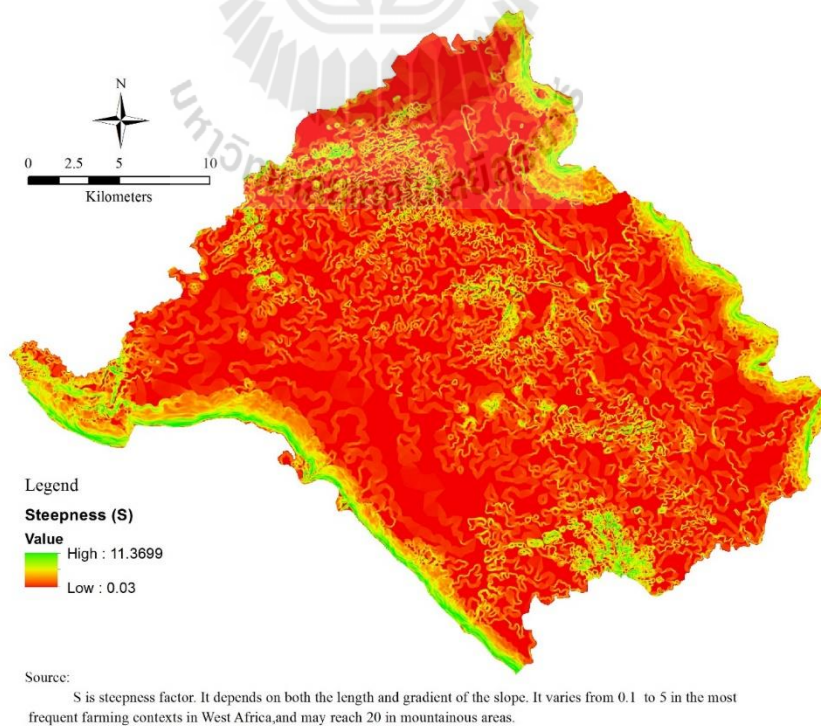 N
0 2.5 5 10
Kilometers
Legend
Steepness (S)
Value
High : 11.3699
Low : 0.03
Source:
S is steepness factor. It depends on both the length and gradient of the slope. It varies from 0.1 to 5 in the most
frequent farming contexts in West Africa,and may reach 20 in mountainous areas.